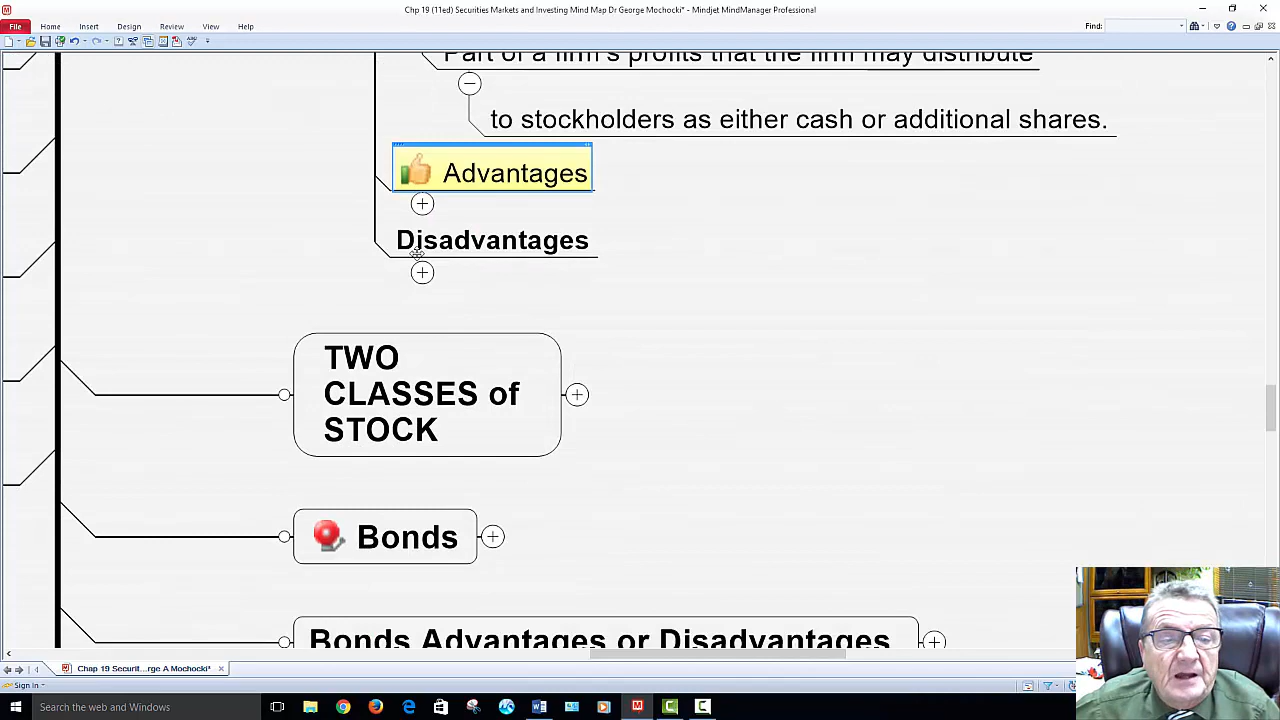 Chp 19 (11ed) Securities Markets and Investing Mind Map Dr George Mochocki* - Mindjet MindManager Professional
File Home Insert Design Review View Help
Find:
Part of a firm's profits that the firm may distribute
to stockholders as either cash or additional shares.
Advantages
Disadvantages
TWO
CLASSES of
STOCK
Bonds
Bonds Advantages or Disadvantages
Chap 19 Securit...rge A Mochocki*
Sign In
Search the web and Windows